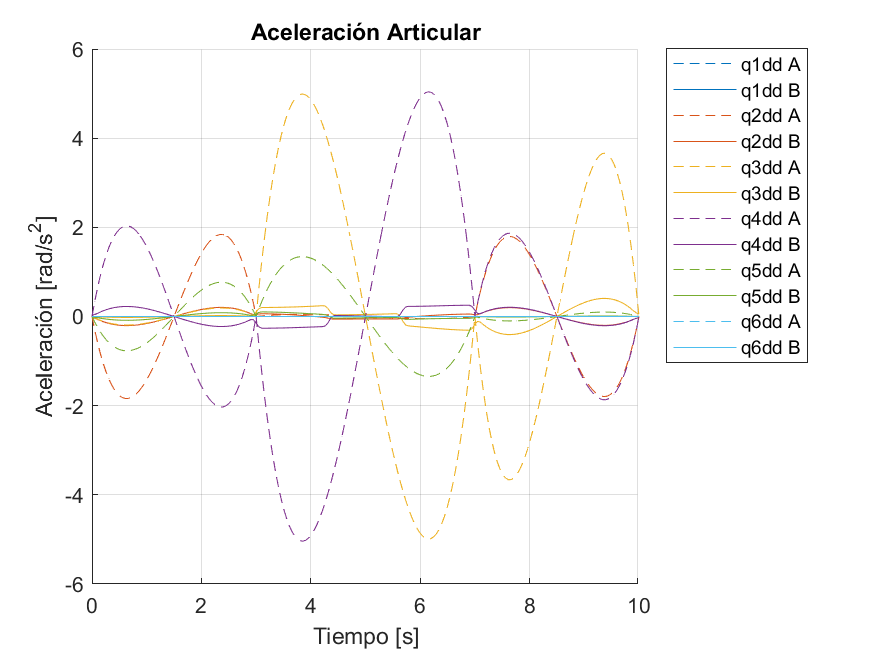 Aceleración Articular
Aceleración [rad/s²]
6
4
2
0
-2
-4
-6
0 2 4 6 8 10
Tiempo [s]
q1dd A
q1dd B
q2dd A
q2dd B
q3dd A
q3dd B
q4dd A
q4dd B
q5dd A
q5dd B
q6dd A
q6dd B